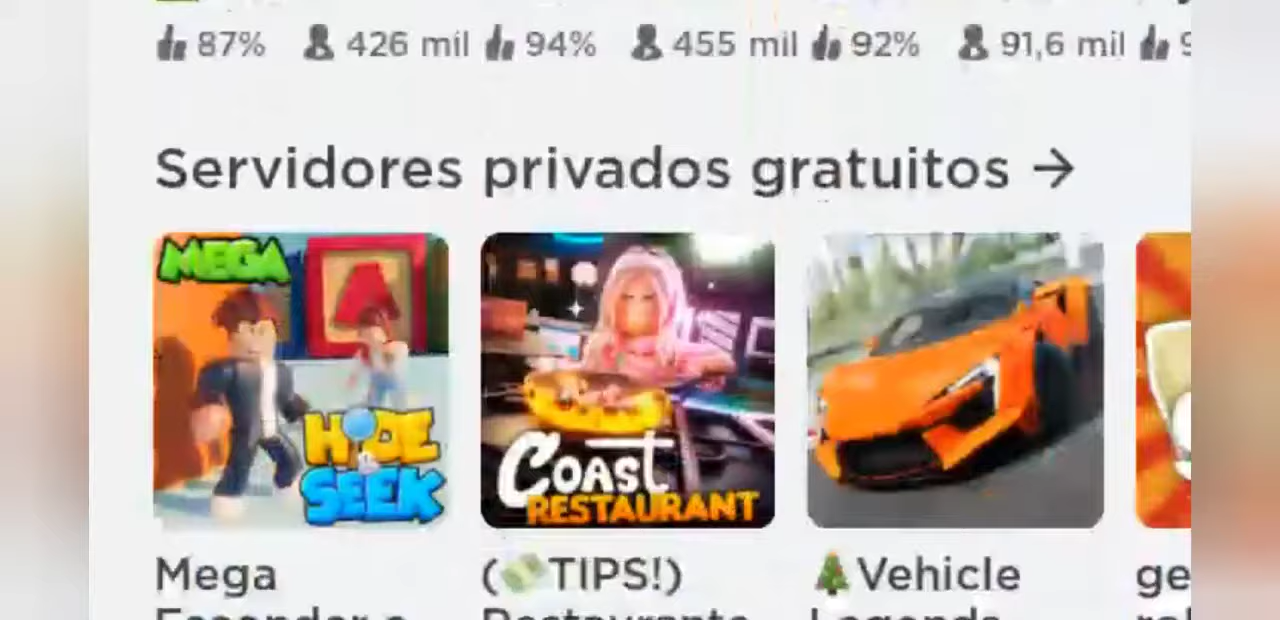 87% 426 mil 94% 455 mil 92% 91,6 mil
Servidores privados gratuitos →
MEGA
A
HIDE
SEEK
COAST
RESTAURANT
Mega (💸TIPS!) 🎄Vehicle ge